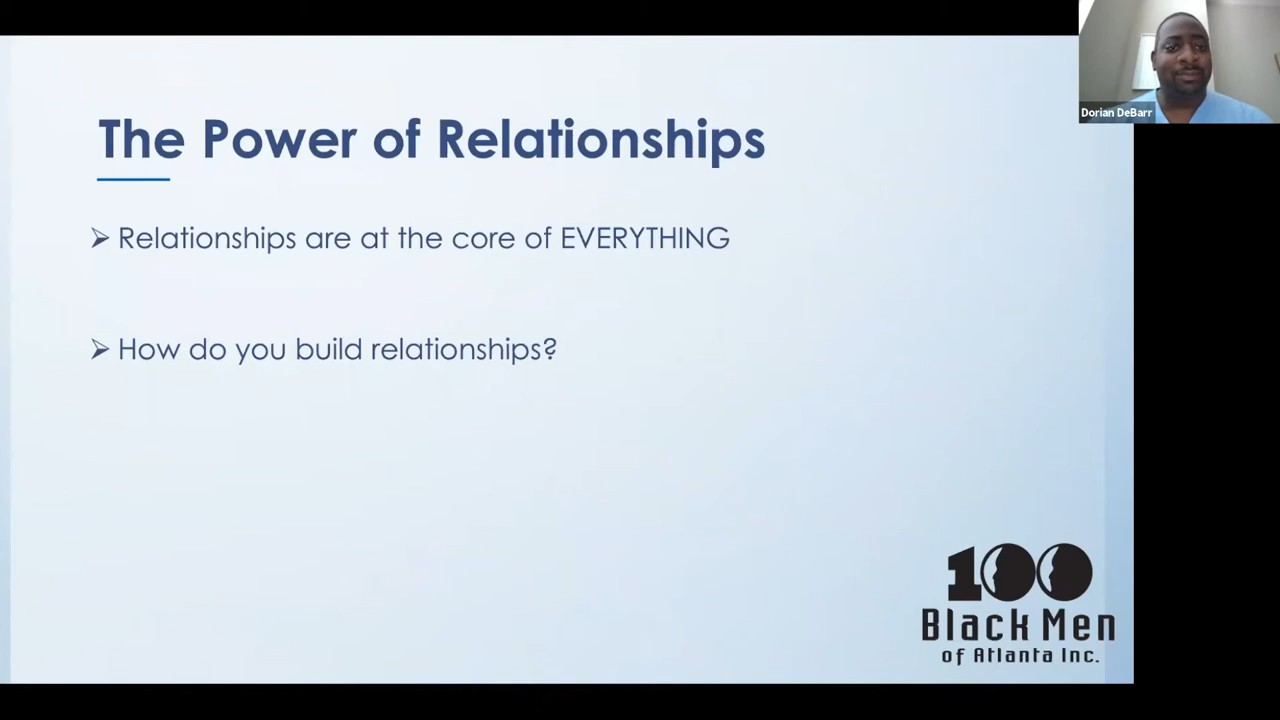 The Power of Relationships
Relationships are at the core of EVERYTHING
How do you build relationships?
Dorian DeBarr
100
Black Men
of Atlanta Inc.